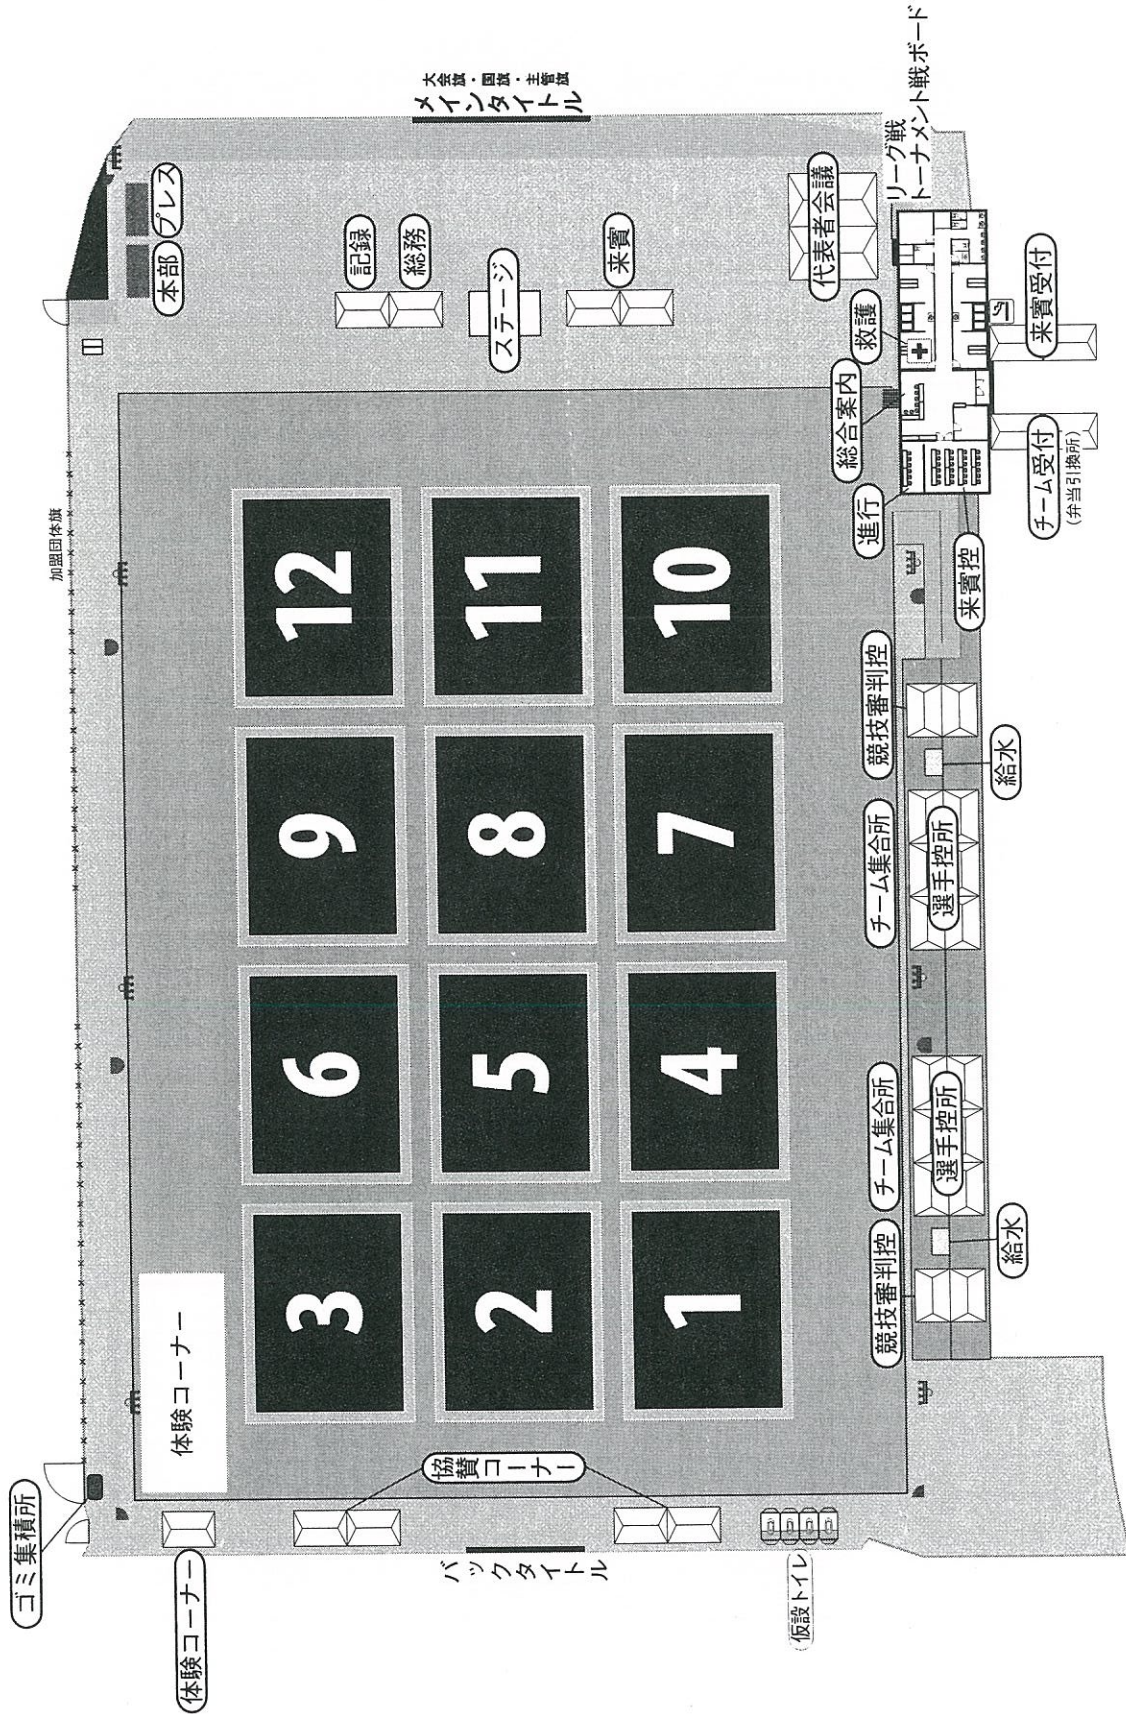 大会旗・国旗・主管旗
メインタイトル
本部
プレス
記録
総務
ステージ
来賓
代表者会議
リーグ戦
トーナメント戦ボード
加盟団体旗
救護
総合案内
進行
来賓受付
チーム受付
(弁当引換所)
来賓控
12
11
10
9
8
7
6
5
4
3
2
1
競技審判控
給水
チーム集合所
選手控所
チーム集合所
選手控所
競技審判控
給水
体験コーナー
協賛コーナー
ゴミ集積所
体験コーナー
バックタイトル
仮設トイレ